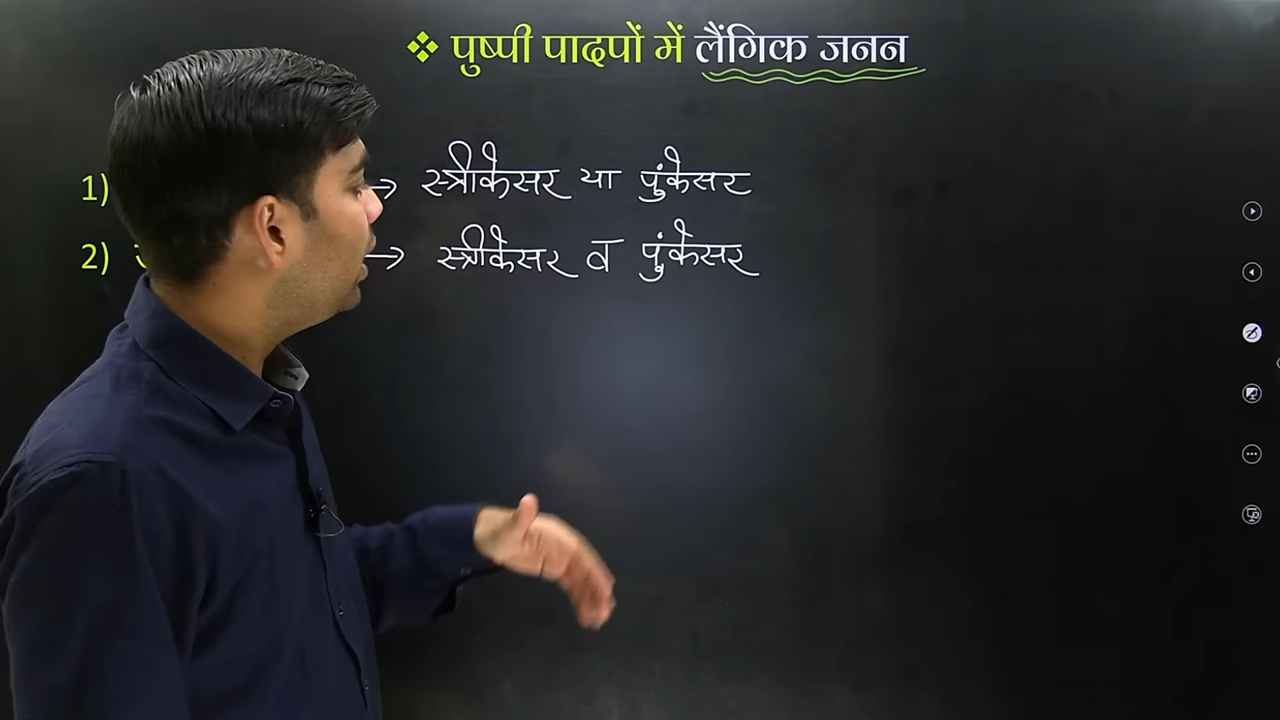 ❖ पुष्पी पादपों में लैंगिक जनन
1) → स्त्रीकेसर या पुंकेसर
2) → स्त्रीकेसर व पुंकेसर